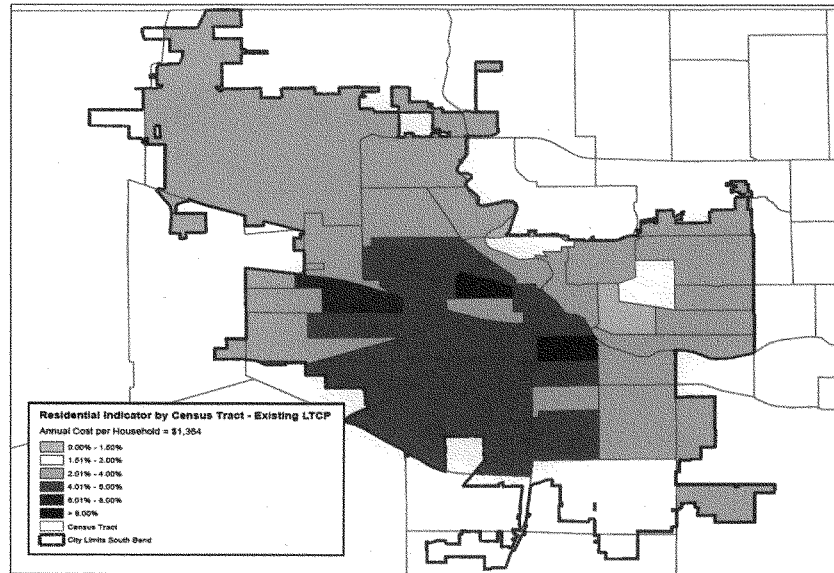 Residential Indicator by Census Tract - Existing LTCP
Annual Cost per Household = $1,364
0.00% - 1.50%
1.51% - 2.00%
2.01% - 4.00%
4.01% - 6.00%
6.01% - 8.00%
> 8.00%
Census Tract
City Limits South Bend